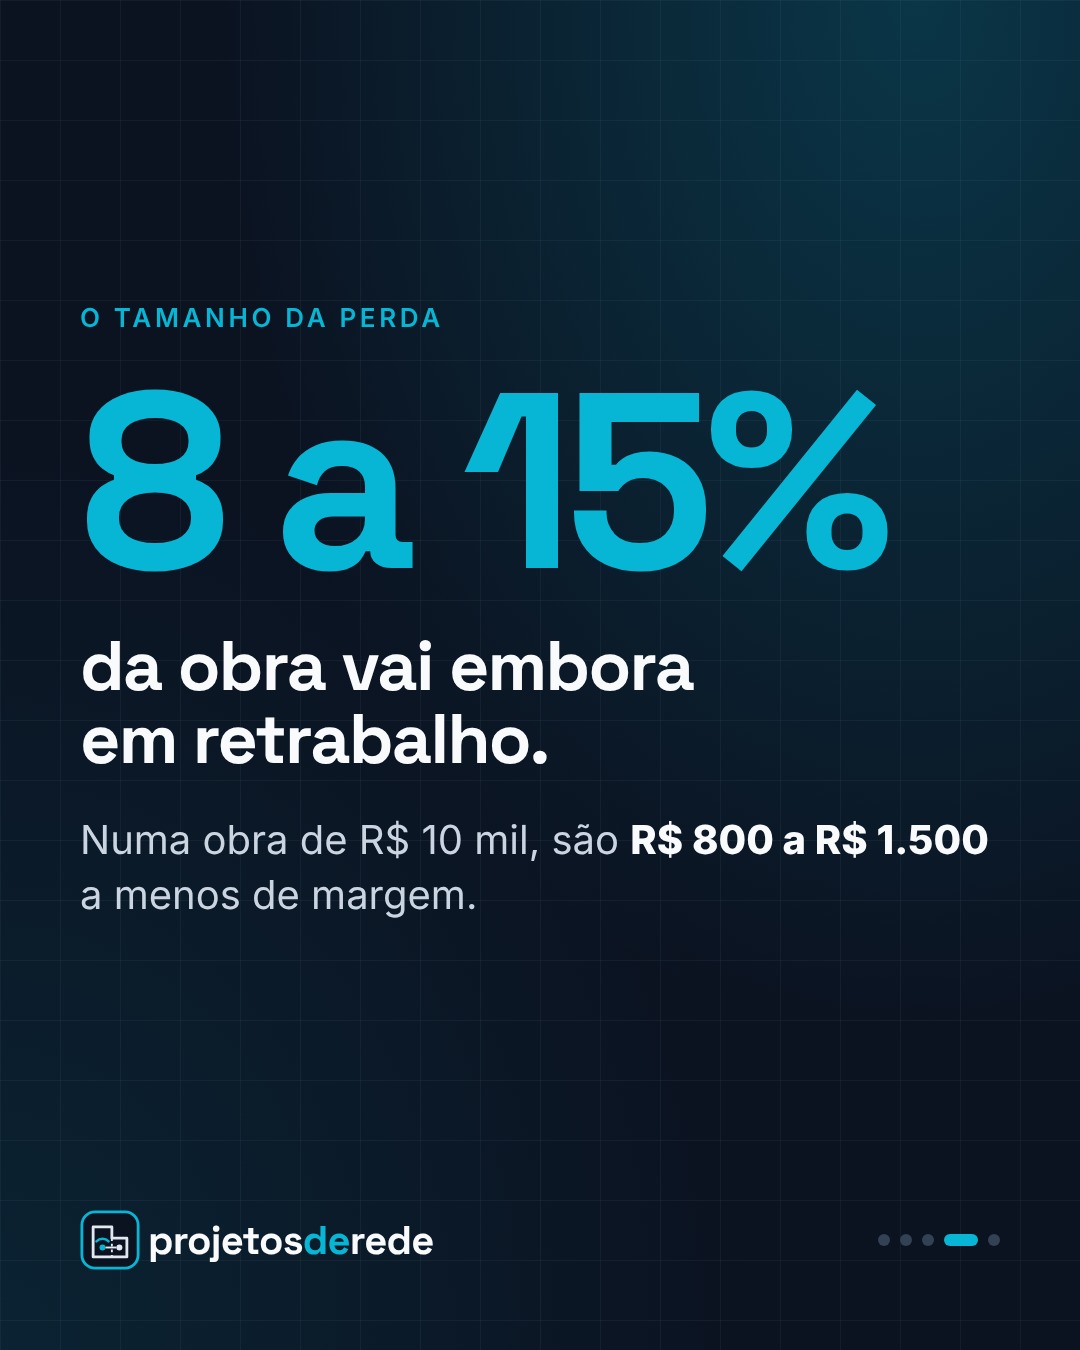 O TAMANHO DA PERDA
8 a 15%
da obra vai embora
em retrabalho.
Numa obra de R$ 10 mil, são R$ 800 a R$ 1.500
a menos de margem.
projetosderede